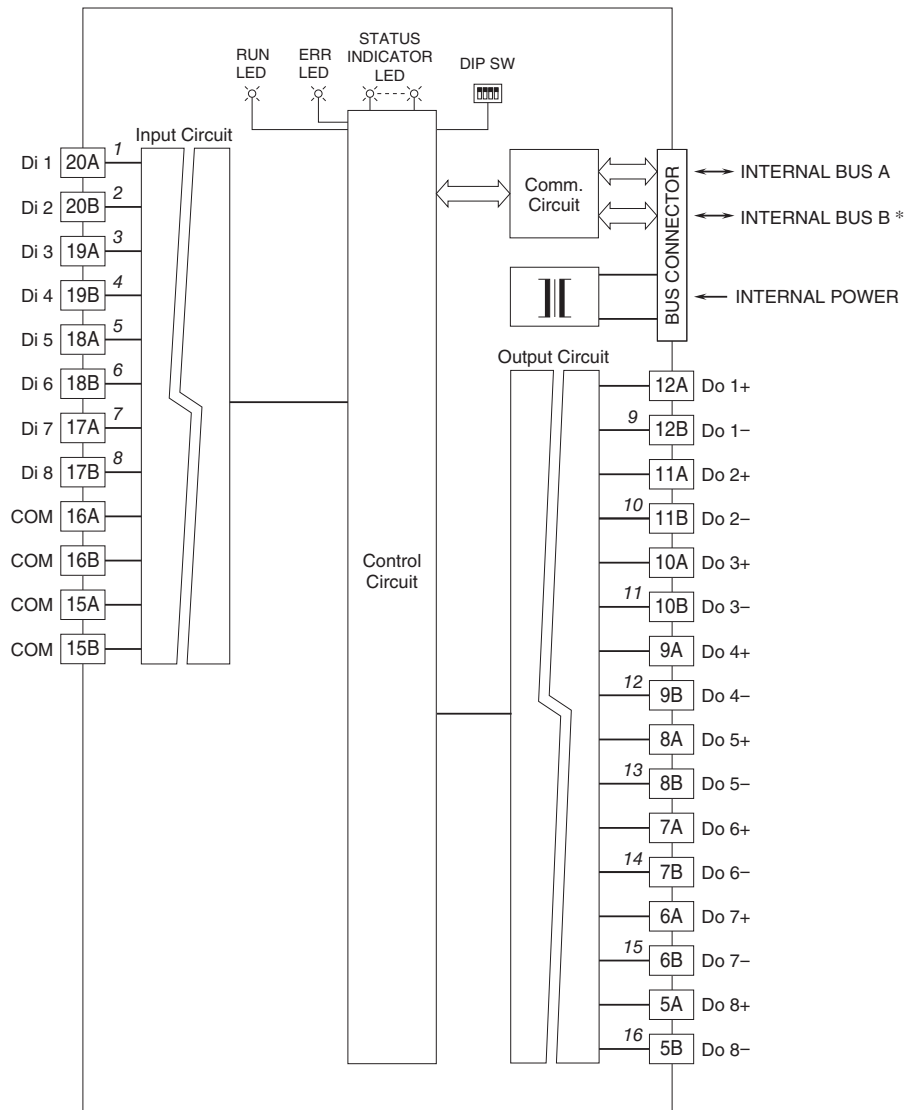 RUN
LED
ERR
LED
STATUS
INDICATOR
LED
DIP SW
Input Circuit
Di 1 20A 1
Di 2 20B 2
Di 3 19A 3
Di 4 19B 4
Di 5 18A 5
Di 6 18B 6
Di 7 17A 7
Di 8 17B 8
COM 16A
COM 16B
COM 15A
COM 15B
Control
Circuit
Comm.
Circuit
BUS CONNECTOR
INTERNAL BUS A
INTERNAL BUS B *
INTERNAL POWER
Output Circuit
12A Do 1+
9 12B Do 1−
11A Do 2+
10 11B Do 2−
10A Do 3+
11 10B Do 3−
9A Do 4+
12 9B Do 4−
8A Do 5+
13 8B Do 5−
7A Do 6+
14 7B Do 6−
6A Do 7+
15 6B Do 7−
5A Do 8+
16 5B Do 8−